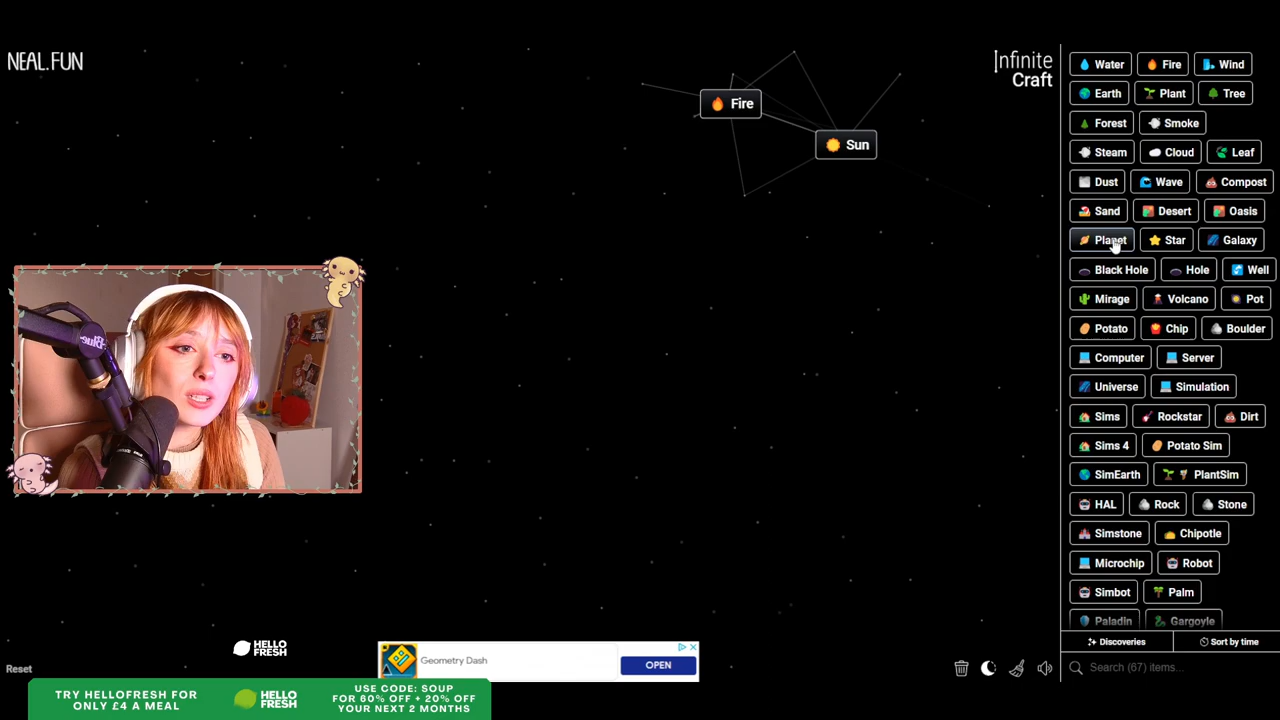 NEAL.FUN
Infinite
Craft
Fire
Sun
Water Fire Wind
Earth Plant Tree
Forest Smoke
Steam Cloud Leaf
Dust Wave Compost
Sand Desert Oasis
Planet Star Galaxy
Black Hole Hole Well
Mirage Volcano Pot
Potato Chip Boulder
Computer Server
Universe Simulation
Sims Rockstar Dirt
Sims 4 Potato Sim
SimEarth PlantSim
HAL Rock Stone
Simstone Chipotle
Microchip Robot
Simbot Palm
Paladin Gargoyle
Discoveries Sort by time
Search (67) items...
Blue
HELLO
FRESH
Geometry Dash
OPEN
Reset
TRY HELLOFRESH FOR
ONLY £4 A MEAL
HELLO
FRESH
USE CODE: SOUP
FOR 60% OFF + 20% OFF
YOUR NEXT 2 MONTHS